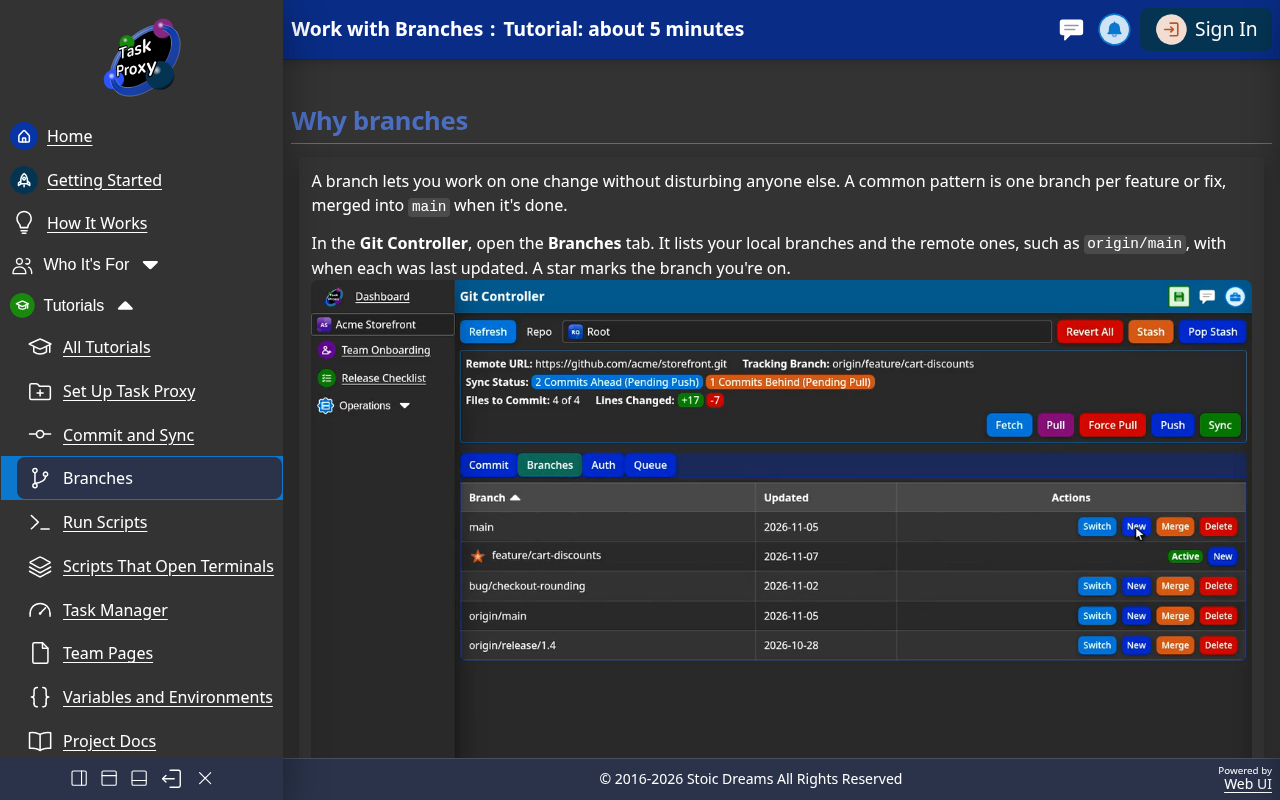 Task
Proxy
Home
Getting Started
How It Works
Who It's For
Tutorials
All Tutorials
Set Up Task Proxy
Commit and Sync
Branches
Run Scripts
Scripts That Open Terminals
Task Manager
Team Pages
Variables and Environments
Project Docs
Work with Branches : Tutorial: about 5 minutes
Sign In
Why branches
A branch lets you work on one change without disturbing anyone else. A common pattern is one branch per feature or fix,
merged into main when it's done.
In the Git Controller, open the Branches tab. It lists your local branches and the remote ones, such as origin/main, with
when each was last updated. A star marks the branch you're on.
Dashboard
AS Acme Storefront
Team Onboarding
Release Checklist
Operations
Git Controller
Refresh Repo RO Root Revert All Stash Pop Stash
Remote URL: https://github.com/acme/storefront.git Tracking Branch: origin/feature/cart-discounts
Sync Status: 2 Commits Ahead (Pending Push) 1 Commits Behind (Pending Pull)
Files to Commit: 4 of 4 Lines Changed: +17 -7
Fetch Pull Force Pull Push Sync
Commit Branches Auth Queue
Branch Updated Actions
main 2026-11-05 Switch New Merge Delete
feature/cart-discounts 2026-11-07 Active New
bug/checkout-rounding 2026-11-02 Switch New Merge Delete
origin/main 2026-11-05 Switch New Merge Delete
origin/release/1.4 2026-10-28 Switch New Merge Delete
© 2016-2026 Stoic Dreams All Rights Reserved
Powered by
Web UI